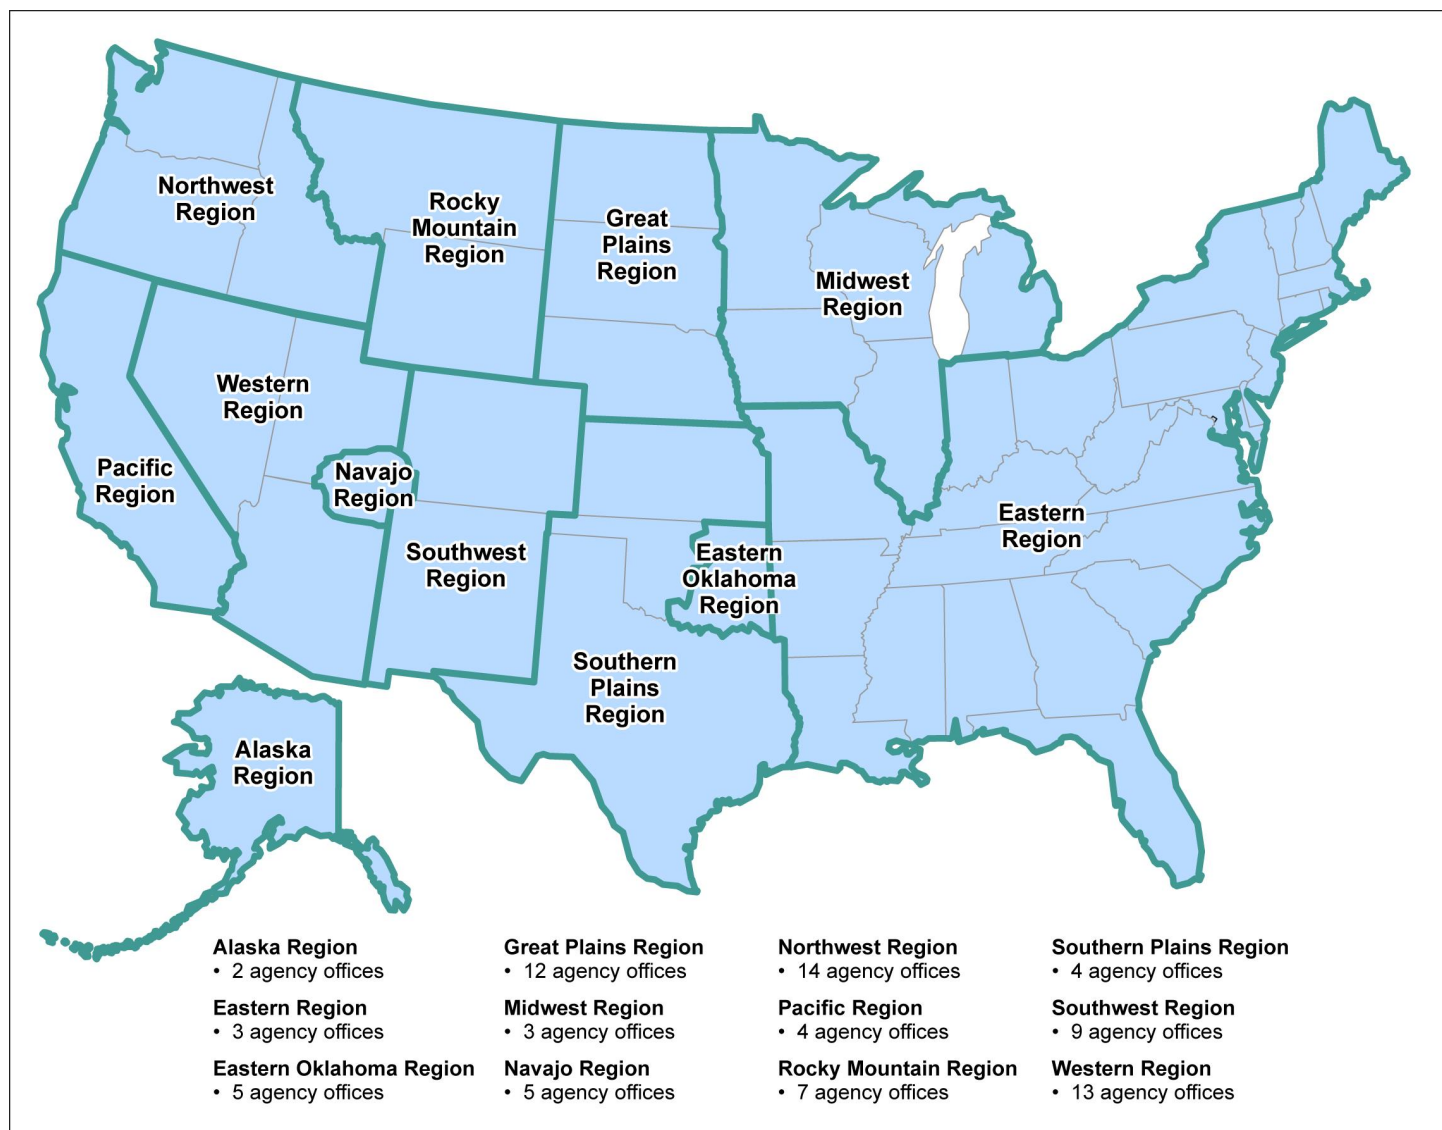 Northwest
Region
Rocky
Mountain
Region
Great
Plains
Region
Midwest
Region
Western
Region
Pacific
Region
Navajo
Region
Southwest
Region
Eastern
Oklahoma
Region
Eastern
Region
Southern
Plains
Region
Alaska
Region
Alaska Region
• 2 agency offices
Eastern Region
• 3 agency offices
Eastern Oklahoma Region
• 5 agency offices
Great Plains Region
• 12 agency offices
Midwest Region
• 3 agency offices
Navajo Region
• 5 agency offices
Northwest Region
• 14 agency offices
Pacific Region
• 4 agency offices
Rocky Mountain Region
• 7 agency offices
Southern Plains Region
• 4 agency offices
Southwest Region
• 9 agency offices
Western Region
• 13 agency offices